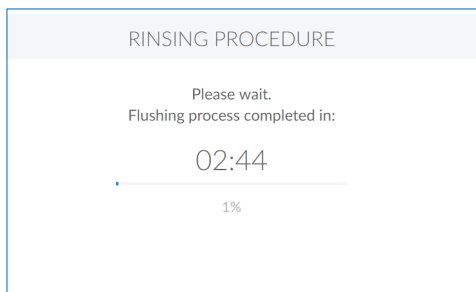 RINSING PROCEDURE
Please wait.
Flushing process completed in:
02:44
1%